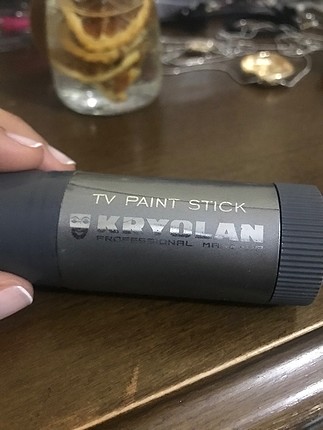 TV PAINT STICK
KRYOLAN
PROFESSIONAL MAKE-UP